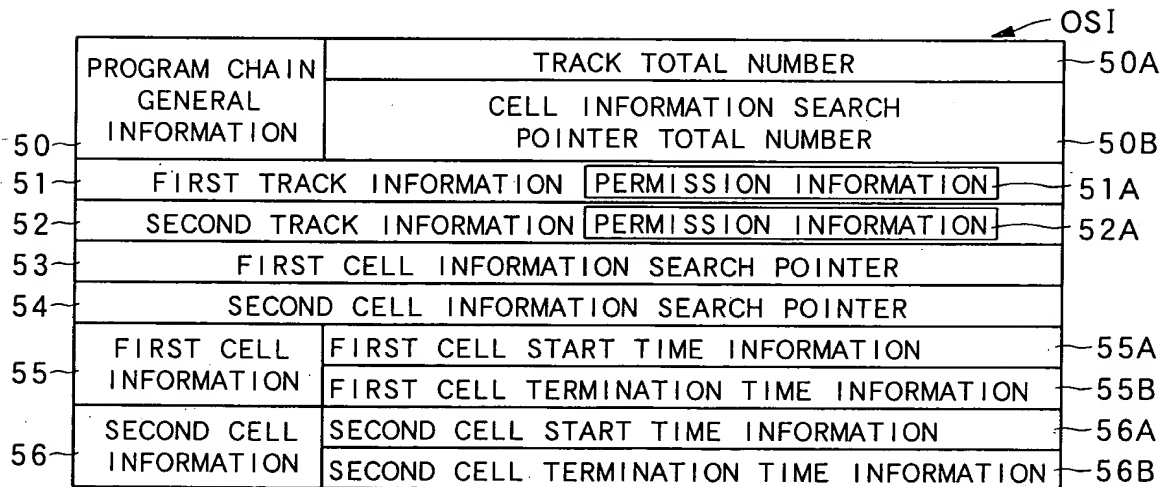 OSI
PROGRAM CHAIN
GENERAL
INFORMATION
50
TRACK TOTAL NUMBER
50A
CELL INFORMATION SEARCH
POINTER TOTAL NUMBER
50B
51 FIRST TRACK INFORMATION PERMISSION INFORMATION 51A
52 SECOND TRACK INFORMATION PERMISSION INFORMATION 52A
53 FIRST CELL INFORMATION SEARCH POINTER
54 SECOND CELL INFORMATION SEARCH POINTER
55
FIRST CELL
INFORMATION
FIRST CELL START TIME INFORMATION 55A
FIRST CELL TERMINATION TIME INFORMATION 55B
56
SECOND CELL
INFORMATION
SECOND CELL START TIME INFORMATION 56A
SECOND CELL TERMINATION TIME INFORMATION 56B